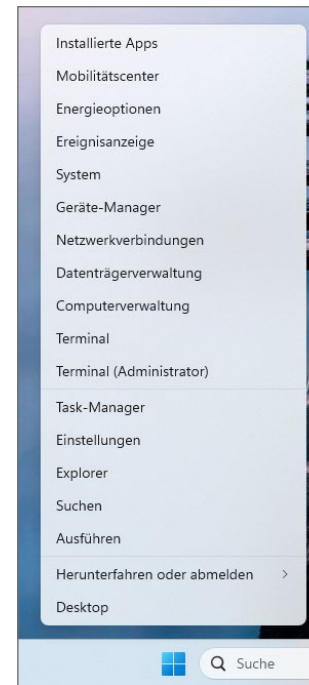 Installierte Apps
Mobilitätscenter
Energieoptionen
Ereignisanzeige
System
Geräte-Manager
Netzwerkverbindungen
Datenträgerverwaltung
Computerverwaltung
Terminal
Terminal (Administrator)
Task-Manager
Einstellungen
Explorer
Suchen
Ausführen
Herunterfahren oder abmelden
Desktop
Suche